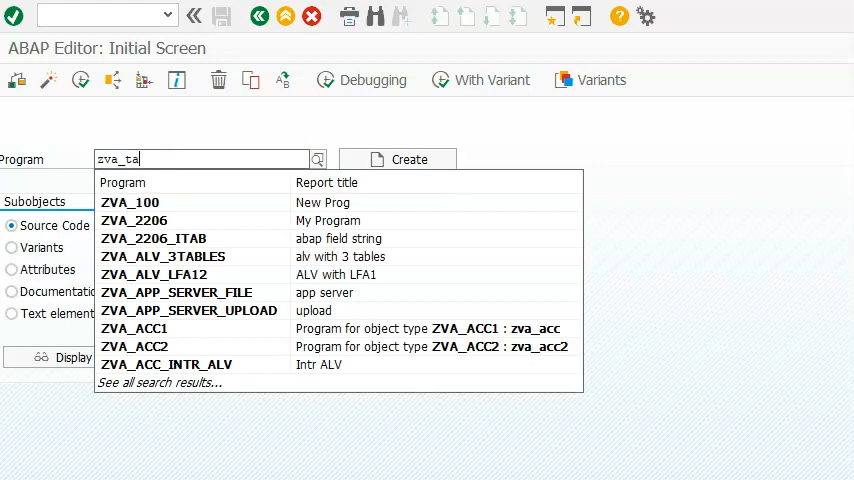 ABAP Editor: Initial Screen
Debugging With Variant Variants
Program zva_ta Create
Program Report title
ZVA_100 New Prog
Subobjects
ZVA_2206 My Program
Source Code
ZVA_2206_ITAB abap field string
Variants
ZVA_ALV_3TABLES alv with 3 tables
Attributes
ZVA_ALV_LFA12 ALV with LFA1
Documentatio
ZVA_APP_SERVER_FILE app server
Text element
ZVA_APP_SERVER_UPLOAD upload
ZVA_ACC1 Program for object type ZVA_ACC1 : zva_acc
ZVA_ACC2 Program for object type ZVA_ACC2 : zva_acc2
Display
ZVA_ACC_INTR_ALV Intr ALV
See all search results...